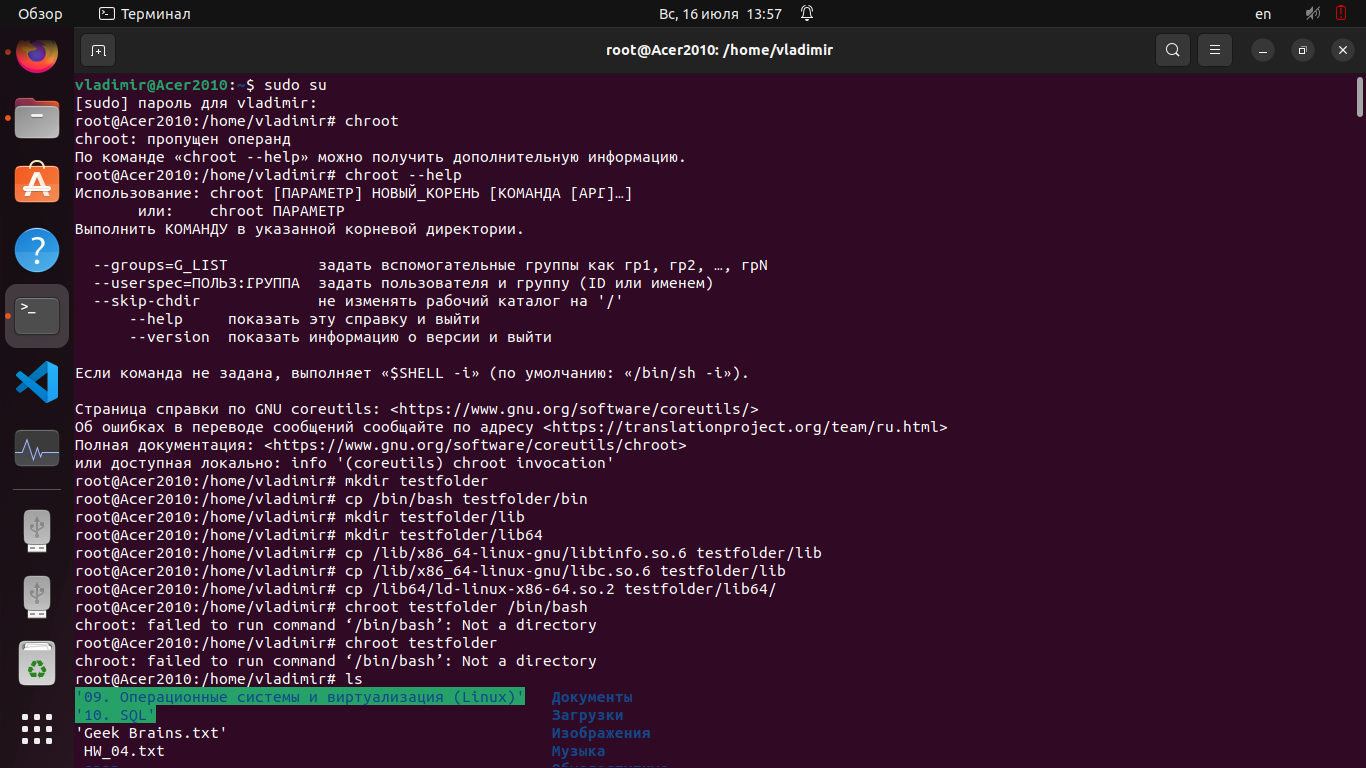 Обзор
Терминал
Вс, 16 июля 13:57
en
root@Acer2010: /home/vladimir
vladimir@Acer2010:~$ sudo su
[sudo] пароль для vladimir:
root@Acer2010:/home/vladimir# chroot
chroot: пропущен операнд
По команде «chroot --help» можно получить дополнительную информацию.
root@Acer2010:/home/vladimir# chroot --help
Использование: chroot [ПАРАМЕТР] НОВЫЙ_КОРЕНЬ [КОМАНДА [АРГ]…]
или: chroot ПАРАМЕТР
Выполнить КОМАНДУ в указанной корневой директории.
--groups=G_LIST задать вспомогательные группы как гр1, гр2, …, грN
--userspec=ПОЛЬЗ:ГРУППА задать пользователя и группу (ID или именем)
--skip-chdir не изменять рабочий каталог на '/'
--help показать эту справку и выйти
--version показать информацию о версии и выйти
Если команда не задана, выполняет «$SHELL -i» (по умолчанию: «/bin/sh -i»).
Страница справки по GNU coreutils: <https://www.gnu.org/software/coreutils/>
Об ошибках в переводе сообщений сообщайте по адресу <https://translationproject.org/team/ru.html>
Полная документация: <https://www.gnu.org/software/coreutils/chroot>
или доступная локально: info '(coreutils) chroot invocation'
root@Acer2010:/home/vladimir# mkdir testfolder
root@Acer2010:/home/vladimir# cp /bin/bash testfolder/bin
root@Acer2010:/home/vladimir# mkdir testfolder/lib
root@Acer2010:/home/vladimir# mkdir testfolder/lib64
root@Acer2010:/home/vladimir# cp /lib/x86_64-linux-gnu/libtinfo.so.6 testfolder/lib
root@Acer2010:/home/vladimir# cp /lib/x86_64-linux-gnu/libc.so.6 testfolder/lib
root@Acer2010:/home/vladimir# cp /lib64/ld-linux-x86-64.so.2 testfolder/lib64/
root@Acer2010:/home/vladimir# chroot testfolder /bin/bash
chroot: failed to run command ‘/bin/bash’: Not a directory
root@Acer2010:/home/vladimir# chroot testfolder
chroot: failed to run command ‘/bin/bash’: Not a directory
root@Acer2010:/home/vladimir# ls
'09. Операционные системы и виртуализация (Linux)' Документы
'10. SQL' Загрузки
'Geek Brains.txt' Изображения
HW_04.txt Музыка